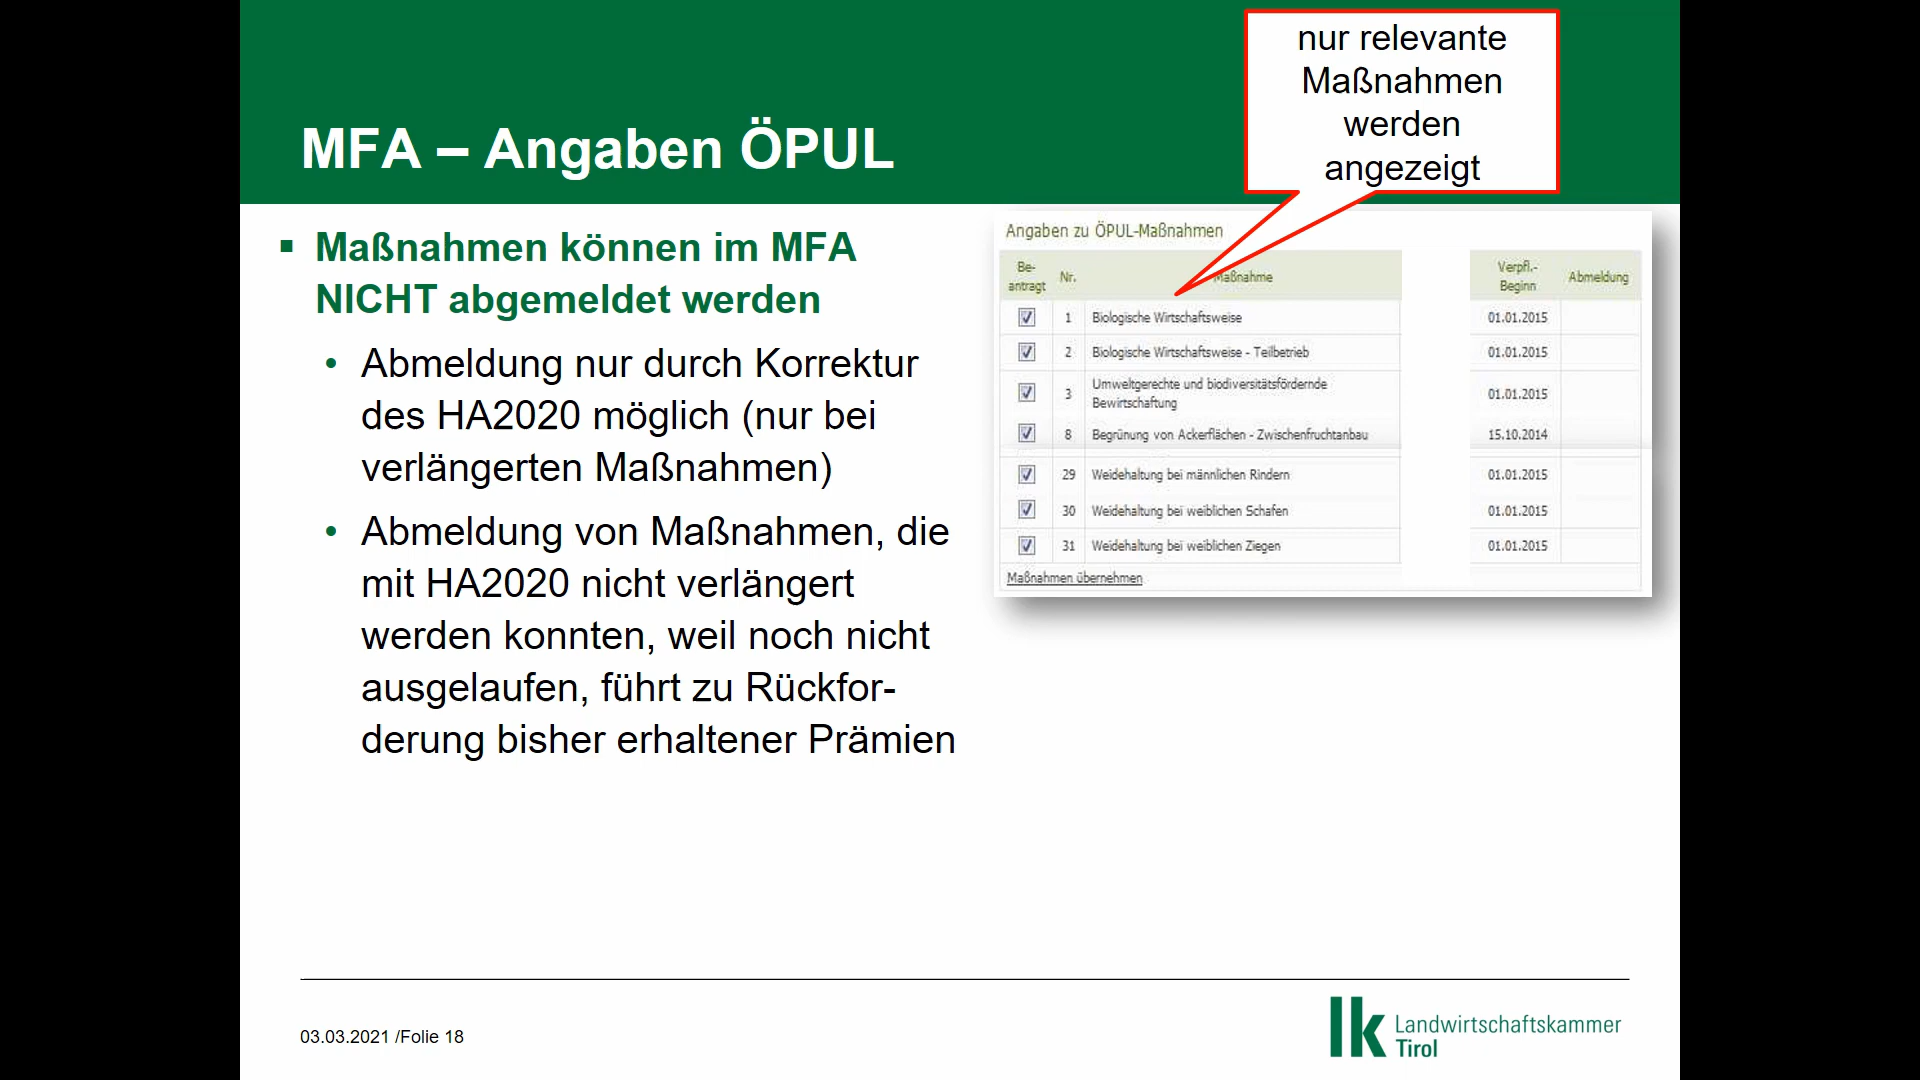 nur relevante
Maßnahmen
werden
angezeigt
MFA – Angaben ÖPUL
Maßnahmen können im MFA
NICHT abgemeldet werden
Abmeldung nur durch Korrektur
des HA2020 möglich (nur bei
verlängerten Maßnahmen)
Abmeldung von Maßnahmen, die
mit HA2020 nicht verlängert
werden konnten, weil noch nicht
ausgelaufen, führt zu Rückfor-
derung bisher erhaltener Prämien
Angaben zu ÖPUL-Maßnahmen
Be-
antragt Nr. Maßnahme Verpfl.-
Beginn Abmeldung
1 Biologische Wirtschaftsweise 01.01.2015
2 Biologische Wirtschaftsweise - Teilbetrieb 01.01.2015
3 Umweltgerechte und biodiversitätsfördernde
Bewirtschaftung 01.01.2015
8 Begrünung von Ackerflächen - Zwischenfruchtanbau 15.10.2014
29 Weidehaltung bei männlichen Rindern 01.01.2015
30 Weidehaltung bei weiblichen Schafen 01.01.2015
31 Weidehaltung bei weiblichen Ziegen 01.01.2015
Maßnahmen übernehmen
03.03.2021 /Folie 18
lk Landwirtschaftskammer
Tirol